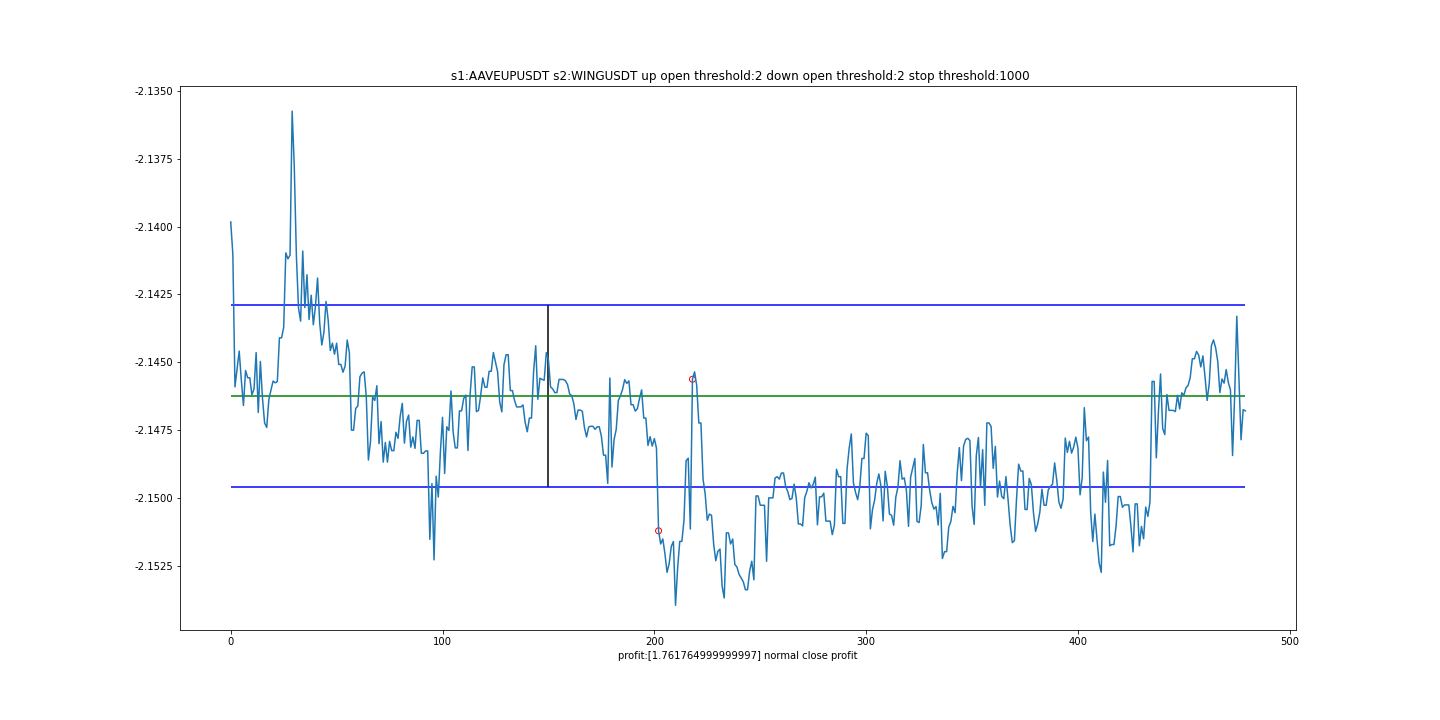 s1:AAVEUPUSDT s2:WINGUSDT up open threshold:2 down open threshold:2 stop threshold:1000
-2.1350
-2.1375
-2.1400
-2.1425
-2.1450
-2.1475
-2.1500
-2.1525
0 100 200 300 400 500
profit:[1.761764999999997] normal close profit